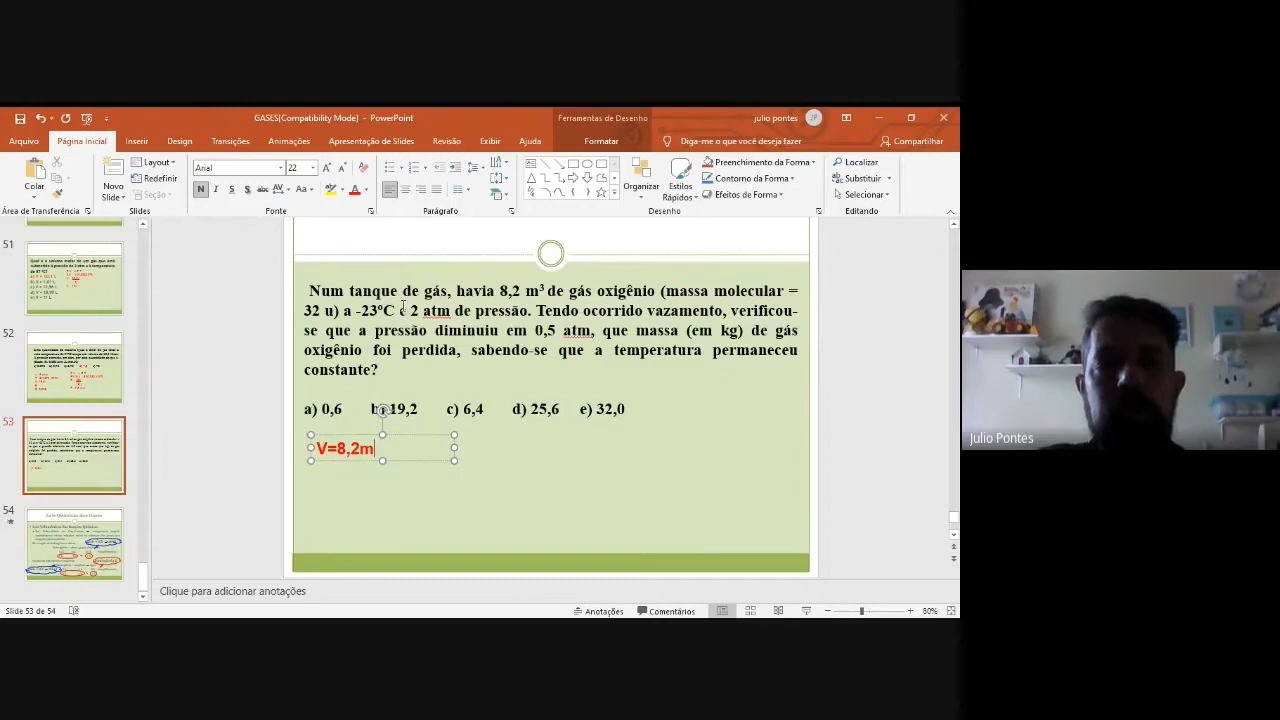 GASES[Compatibility Mode] - PowerPoint
Ferramentas de Desenho
julio pontes
JP
Arquivo
Página Inicial
Inserir
Design
Transições
Animações
Apresentação de Slides
Revisão
Exibir
Ajuda
Formatar
Diga-me o que você deseja fazer
Compartilhar
Colar
Novo Slide
Layout
Redefinir
Seção
Arial
22
N I S S abc AV Aa
Organizar
Estilos Rápidos
Preenchimento da Forma
Contorno da Forma
Efeitos de Forma
Localizar
Substituir
Selecionar
Área de Transferência
Slides
Fonte
Parágrafo
Desenho
Editando
51
52
53
54
Num tanque de gás, havia 8,2 m³ de gás oxigênio (massa molecular =
32 u) a -23ºC e 2 atm de pressão. Tendo ocorrido vazamento, verificou-
se que a pressão diminuiu em 0,5 atm, que massa (em kg) de gás
oxigênio foi perdida, sabendo-se que a temperatura permaneceu
constante?
a) 0,6 b) 19,2 c) 6,4 d) 25,6 e) 32,0
V=8,2m
Julio Pontes
Clique para adicionar anotações
Slide 53 de 54
Anotações
Comentários
80%